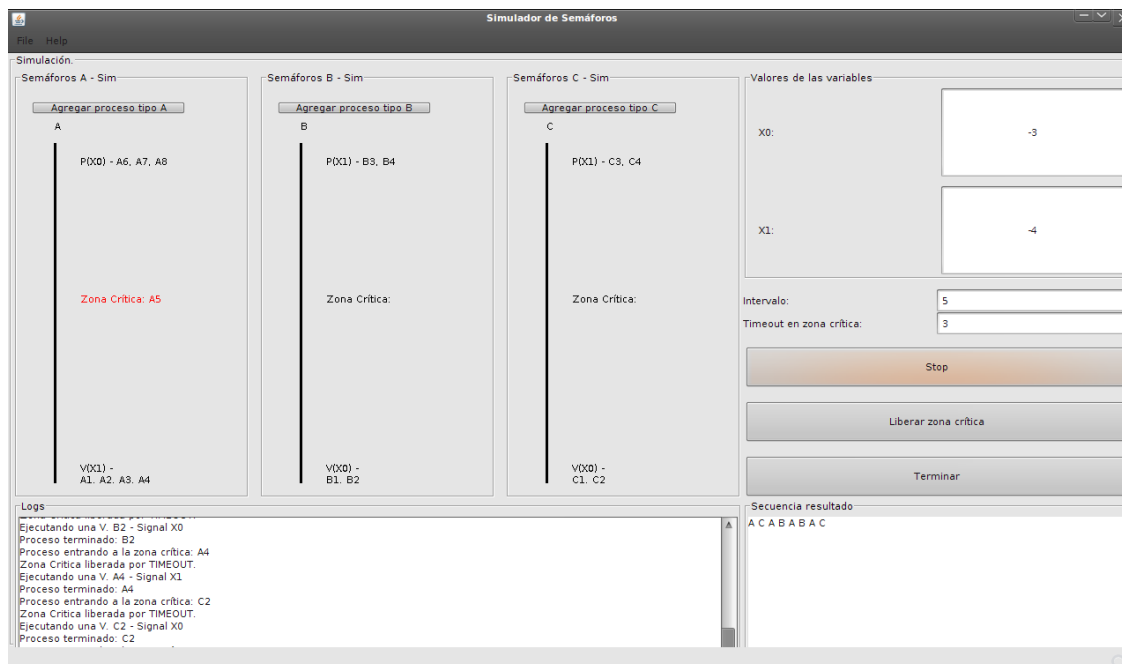 Simulador de Semáforos
File Help
Simulación.
Semáforos A - Sim
Agregar proceso tipo A
A
P(X0) - A6, A7, A8
Zona Crítica: A5
V(X1) -
A1. A2. A3. A4
Semáforos B - Sim
Agregar proceso tipo B
B
P(X1) - B3, B4
Zona Crítica:
V(X0) -
B1. B2
Semáforos C - Sim
Agregar proceso tipo C
C
P(X1) - C3, C4
Zona Crítica:
V(X0) -
C1. C2
Valores de las variables
X0: -3
X1: -4
Intervalo: 5
Timeout en zona crítica: 3
Stop
Liberar zona crítica
Terminar
Logs
Zona Critica liberada por TIMEOUT.
Ejecutando una V. B2 - Signal X0
Proceso terminado: B2
Proceso entrando a la zona crítica: A4
Zona Critica liberada por TIMEOUT.
Ejecutando una V. A4 - Signal X1
Proceso terminado: A4
Proceso entrando a la zona crítica: C2
Zona Critica liberada por TIMEOUT.
Ejecutando una V. C2 - Signal X0
Proceso terminado: C2
Secuencia resultado
A C A B A B A C